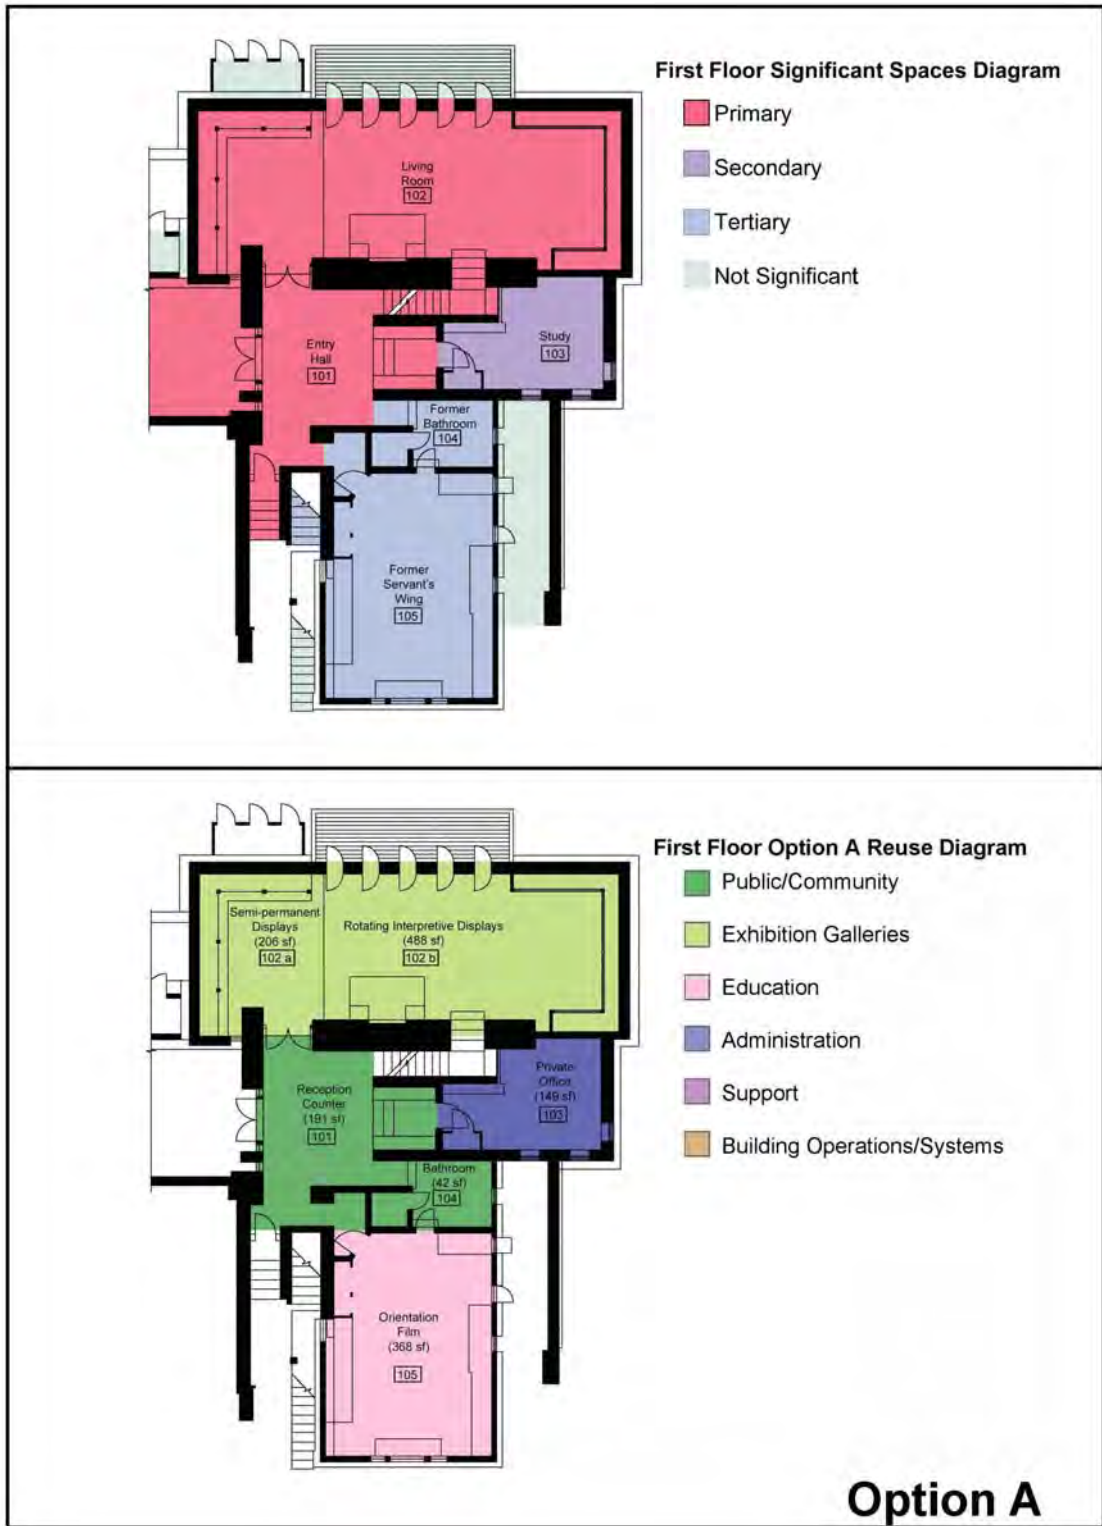 First Floor Significant Spaces Diagram
Primary
Secondary
Tertiary
Not Significant
Living
Room
102
Entry
Hall
101
Study
103
Former
Bathroom
104
Former
Servant's
Wing
105
First Floor Option A Reuse Diagram
Public/Community
Exhibition Galleries
Education
Administration
Support
Building Operations/Systems
Semi-permanent
Displays
(206 sf)
102 a
Rotating Interpretive Displays
(488 sf)
102 b
Reception
Counter
(191 sf)
101
Private
Office
(149 sf)
103
Bathroom
(42 sf)
104
Orientation
Film
(368 sf)
105
Option A